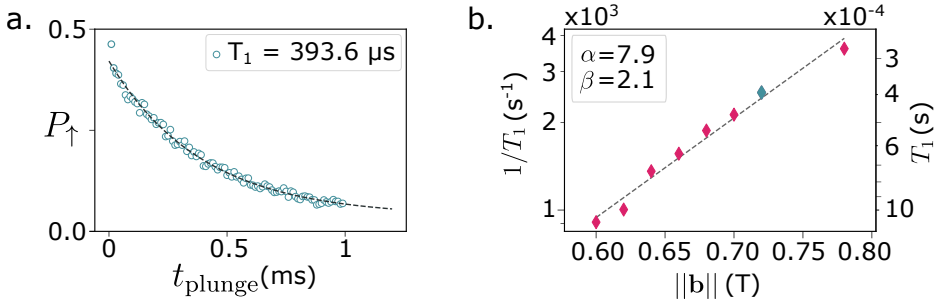 a.
0.5
T₁ = 393.6 µs
P↑
0.0
0
0.5
1
t_plunge(ms)
b.
x10³
x10⁻⁴
4
α=7.9
β=2.1
3
3
4
1/T₁ (s⁻¹)
2
6
T₁ (s)
1
10
0.60
0.65
0.70
0.75
0.80
||b|| (T)